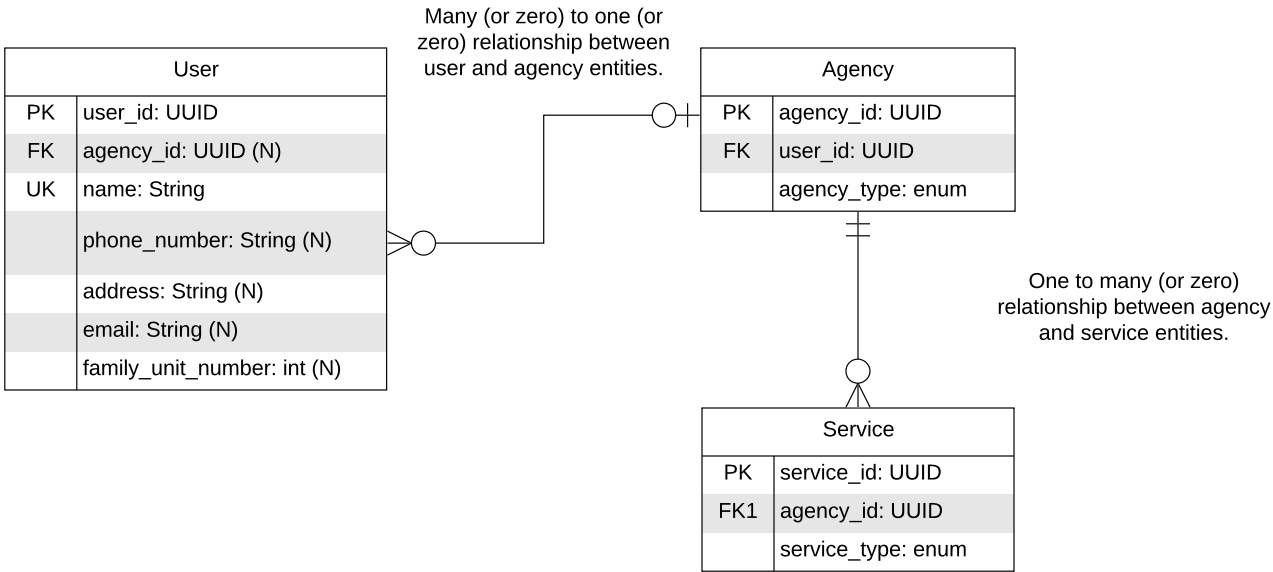 Many (or zero) to one (or
zero) relationship between
user and agency entities.
User
PK user_id: UUID
FK agency_id: UUID (N)
UK name: String
phone_number: String (N)
address: String (N)
email: String (N)
family_unit_number: int (N)
Agency
PK agency_id: UUID
FK user_id: UUID
agency_type: enum
One to many (or zero)
relationship between agency
and service entities.
Service
PK service_id: UUID
FK1 agency_id: UUID
service_type: enum